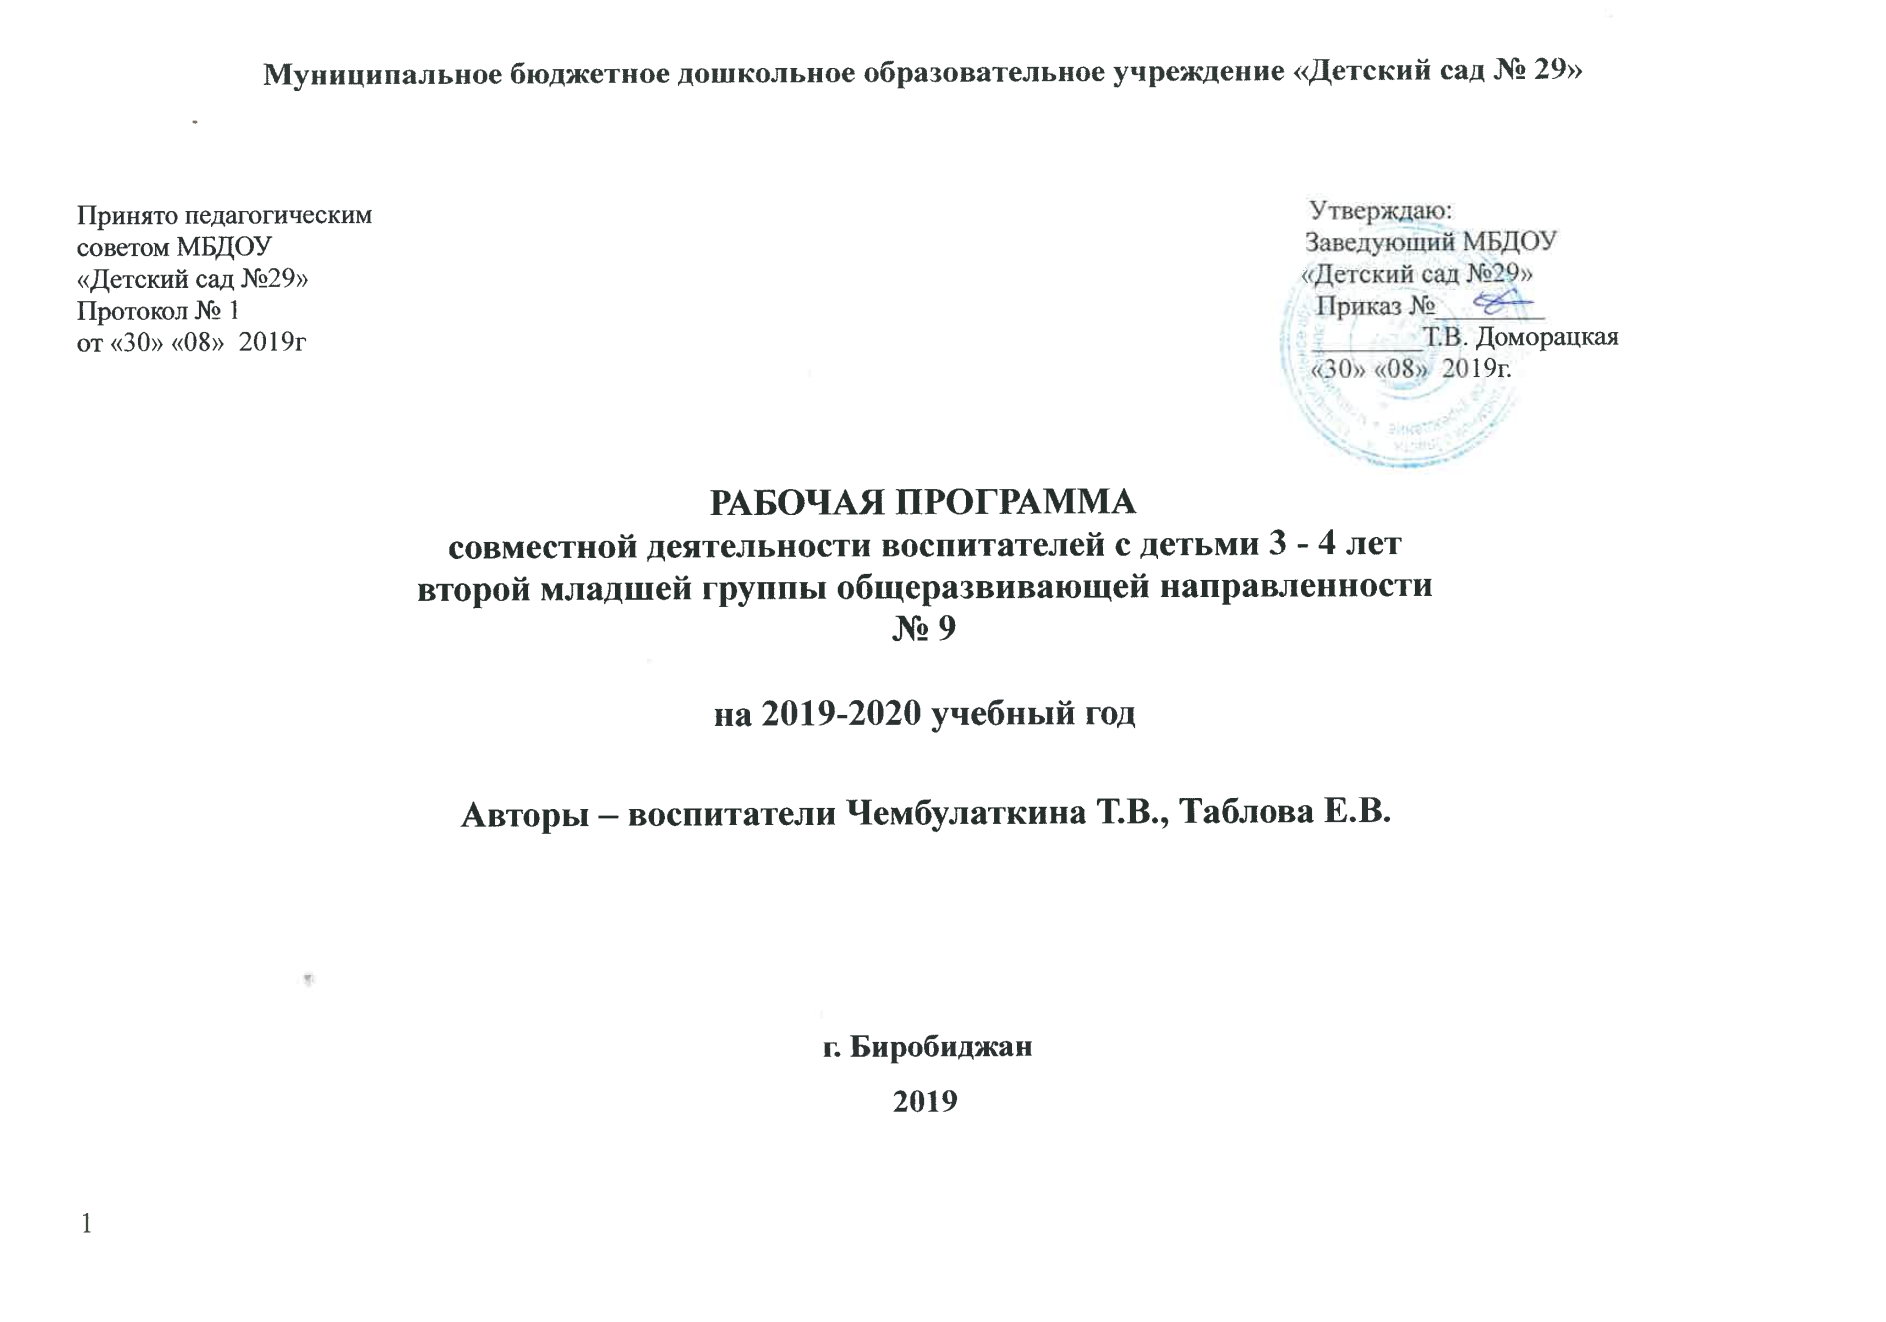 Муниципальное бюджетное дошкольное образовательное учреждение «Детский сад № 29»
Принято педагогическим
советом МБДОУ
«Детский сад №29»
Протокол № 1
от «30» «08» 2019г
Утверждаю:
Заведующий МБДОУ
«Детский сад №29»
Приказ №________
________Т.В. Доморацкая
«30» «08» 2019г.
РАБОЧАЯ ПРОГРАММА
совместной деятельности воспитателей с детьми 3 - 4 лет
второй младшей группы общеразвивающей направленности
№ 9
на 2019-2020 учебный год
Авторы – воспитатели Чембулаткина Т.В., Таблова Е.В.
г. Биробиджан
2019
1